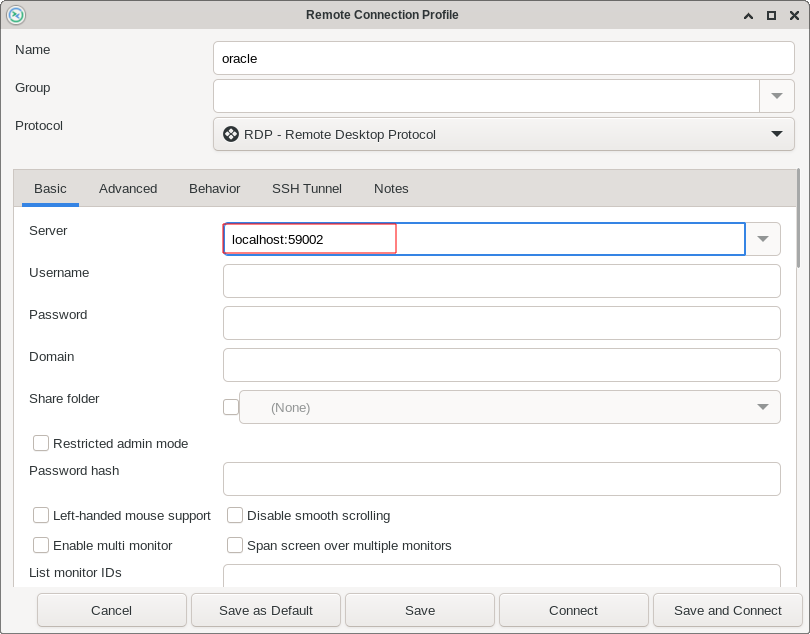 Remote Connection Profile
Name
oracle
Group
Protocol
RDP - Remote Desktop Protocol
Basic Advanced Behavior SSH Tunnel Notes
Server
localhost:59002
Username
Password
Domain
Share folder
(None)
Restricted admin mode
Password hash
Left-handed mouse support Disable smooth scrolling
Enable multi monitor Span screen over multiple monitors
List monitor IDs
Cancel Save as Default Save Connect Save and Connect